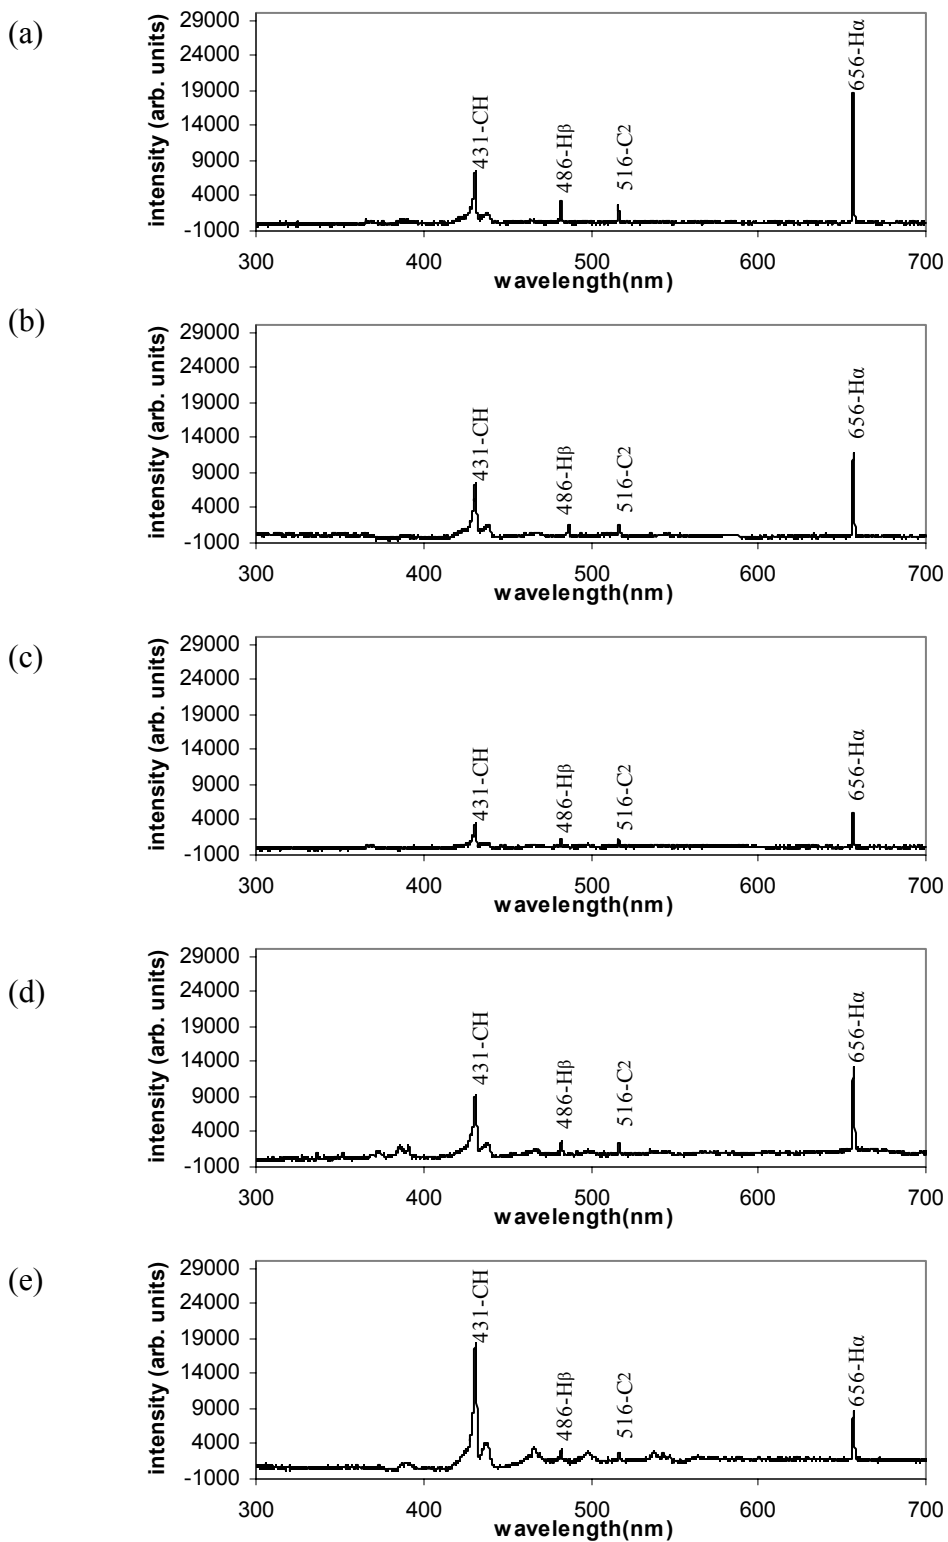 (a)
intensity (arb. units)
29000
24000
19000
14000
9000
4000
-1000
431-CH
486-Hβ
516-C2
656-Hα
300 400 500 600 700
wavelength(nm)
(b)
intensity (arb. units)
29000
24000
19000
14000
9000
4000
-1000
431-CH
486-Hβ
516-C2
656-Hα
300 400 500 600 700
wavelength(nm)
(c)
intensity (arb. units)
29000
24000
19000
14000
9000
4000
-1000
431-CH
486-Hβ
516-C2
656-Hα
300 400 500 600 700
wavelength(nm)
(d)
intensity (arb. units)
29000
24000
19000
14000
9000
4000
-1000
431-CH
486-Hβ
516-C2
656-Hα
300 400 500 600 700
wavelength(nm)
(e)
intensity (arb. units)
29000
24000
19000
14000
9000
4000
-1000
431-CH
486-Hβ
516-C2
656-Hα
300 400 500 600 700
wavelength(nm)